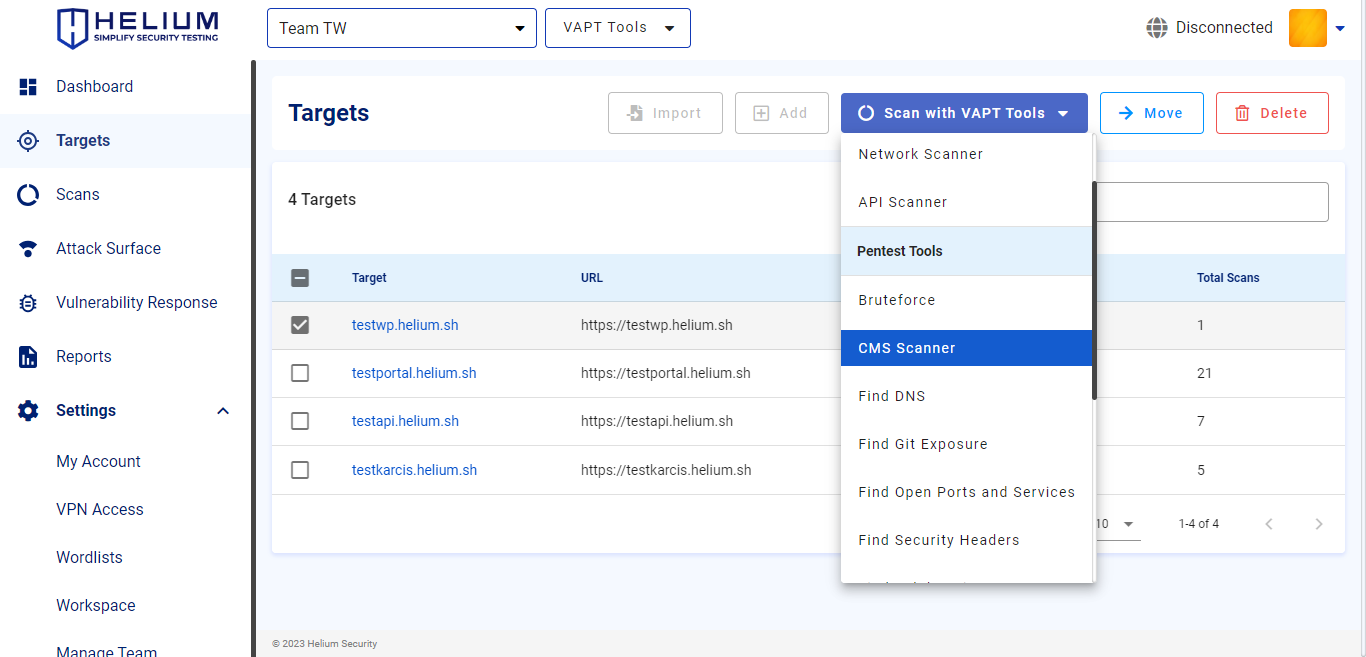 HELIUM
SIMPLIFY SECURITY TESTING
Team TW
VAPT Tools
Disconnected
Dashboard
Targets
Scans
Attack Surface
Vulnerability Response
Reports
Settings
My Account
VPN Access
Wordlists
Workspace
Manage Team
Targets
Import
Add
Scan with VAPT Tools
Move
Delete
Network Scanner
API Scanner
Pentest Tools
Bruteforce
CMS Scanner
Find DNS
Find Git Exposure
Find Open Ports and Services
Find Security Headers
4 Targets
Target URL Total Scans
testwp.helium.sh https://testwp.helium.sh 1
testportal.helium.sh https://testportal.helium.sh 21
testapi.helium.sh https://testapi.helium.sh 7
testkarcis.helium.sh https://testkarcis.helium.sh 5
10 1-4 of 4
© 2023 Helium Security